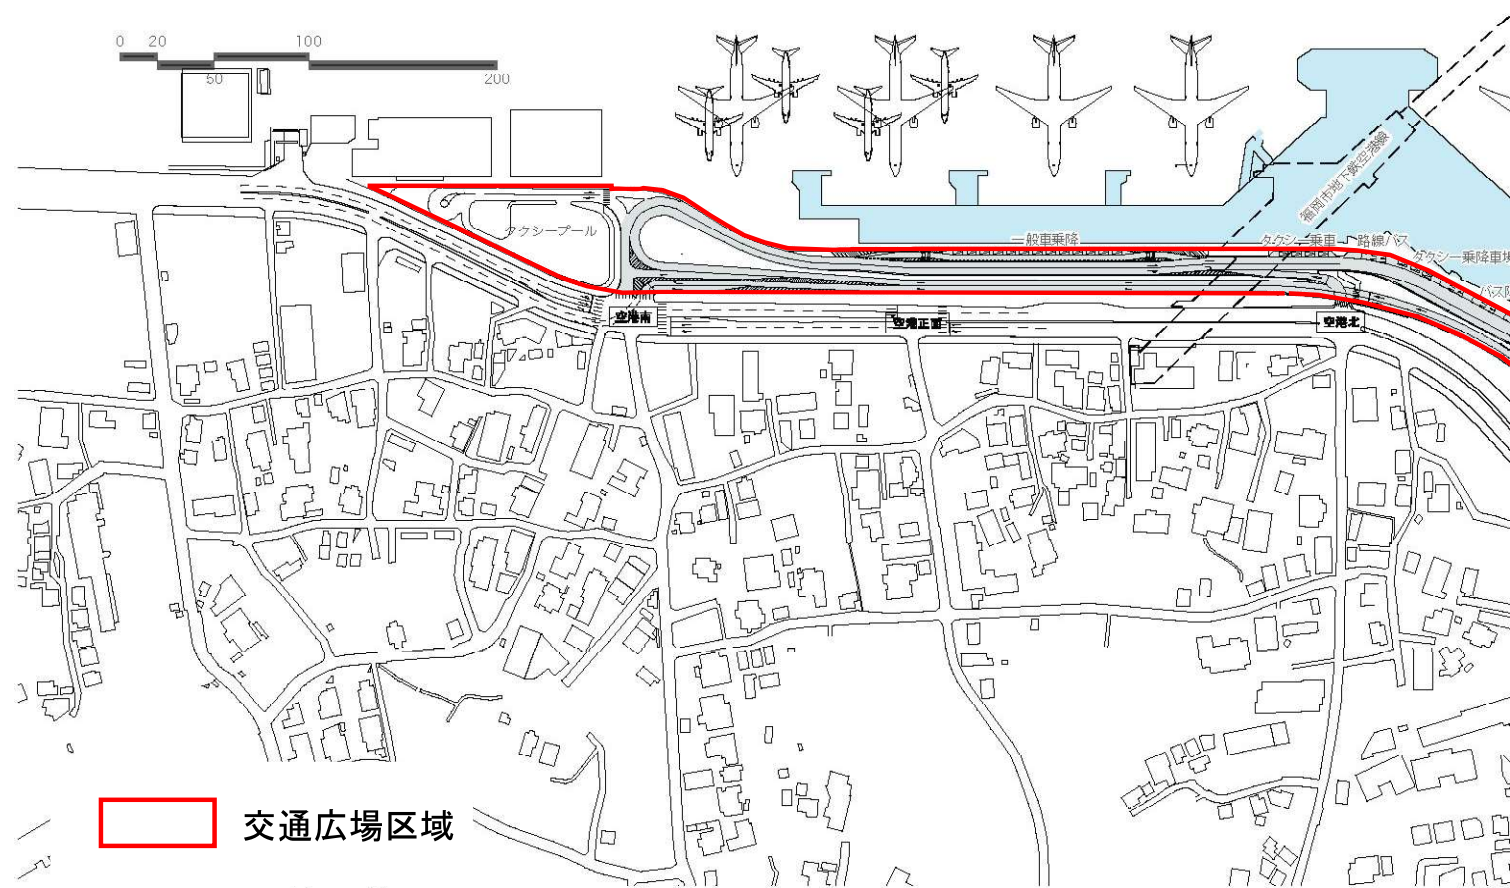 0 20 100
50 200
福岡市地下鉄空港線
タクシープール
一般車乗降
タクシー乗車
路線バス
タクシー乗降車場
空港南
空港正面
空港北
交通広場区域